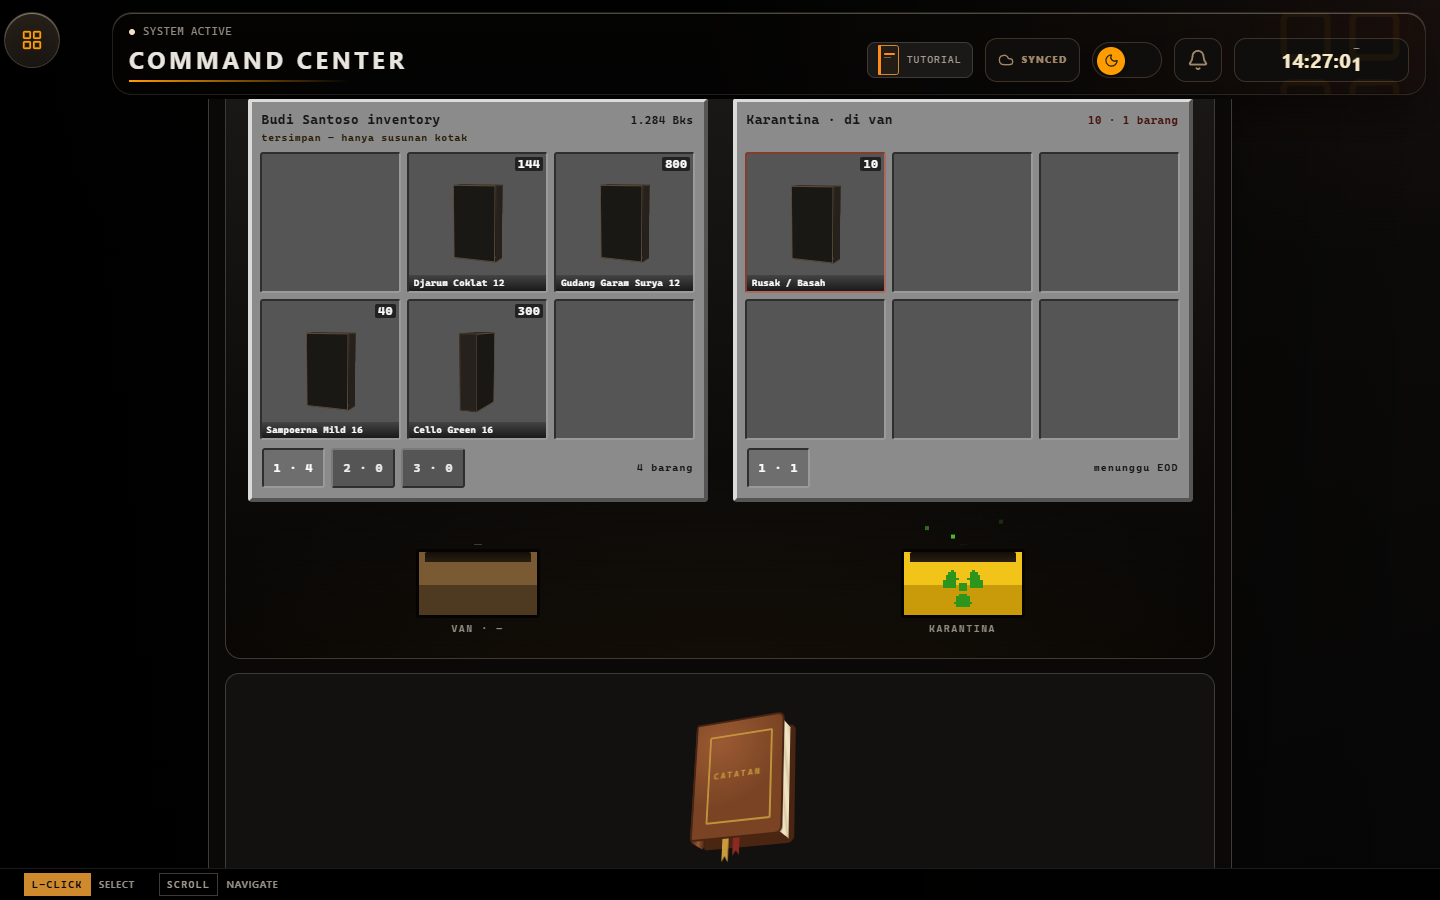 SYSTEM ACTIVE
COMMAND CENTER
TUTORIAL
SYNCED
14:27:01
Budi Santoso inventory
1.284 Bks
tersimpan — hanya susunan kotak
144
Djarum Coklat 12
800
Gudang Garam Surya 12
40
Sampoerna Mild 16
300
Cello Green 16
1 · 4
2 · 0
3 · 0
4 barang
Karantina · di van
10 · 1 barang
10
Rusak / Basah
1 · 1
menunggu EOD
VAN · —
KARANTINA
CATATAN
L-CLICK
SELECT
SCROLL
NAVIGATE